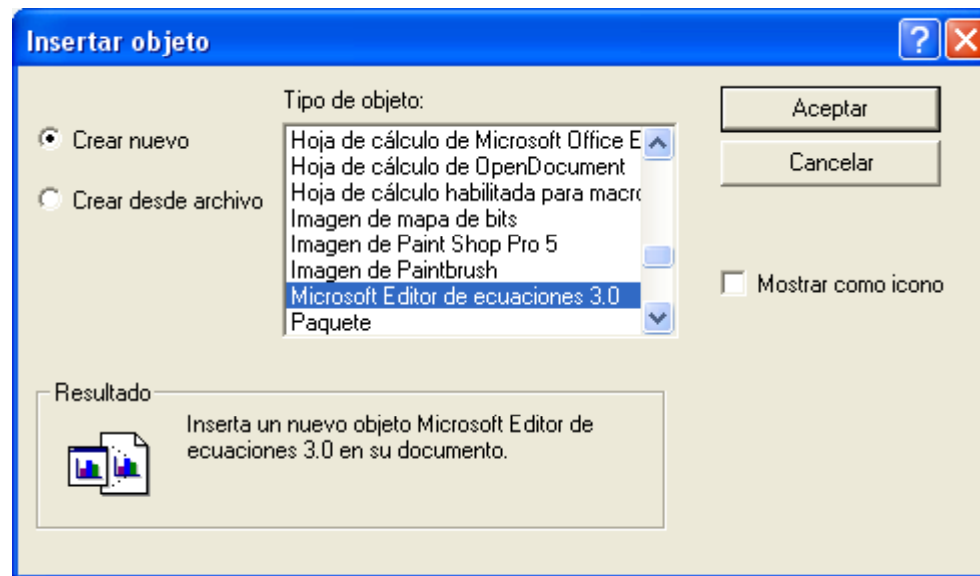 Insertar objeto
Tipo de objeto:
Crear nuevo
Crear desde archivo
Hoja de cálculo de Microsoft Office E
Hoja de cálculo de OpenDocument
Hoja de cálculo habilitada para macro
Imagen de mapa de bits
Imagen de Paint Shop Pro 5
Imagen de Paintbrush
Microsoft Editor de ecuaciones 3.0
Paquete
Aceptar
Cancelar
Mostrar como icono
Resultado
Inserta un nuevo objeto Microsoft Editor de
ecuaciones 3.0 en su documento.